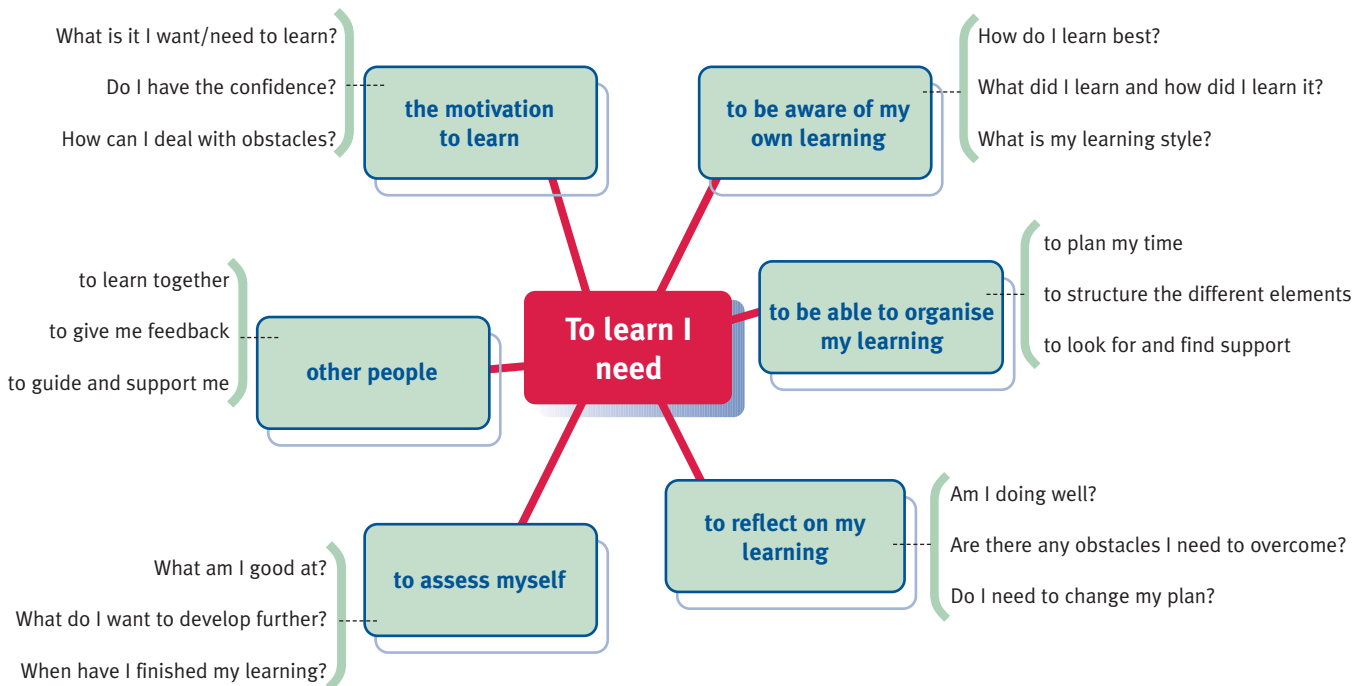 What is it I want/need to learn?
Do I have the confidence?
How can I deal with obstacles?
the motivation
to learn
to be aware of my
own learning
How do I learn best?
What did I learn and how did I learn it?
What is my learning style?
to learn together
to give me feedback
to guide and support me
other people
To learn I
need
to be able to organise
my learning
to plan my time
to structure the different elements
to look for and find support
What am I good at?
What do I want to develop further?
When have I finished my learning?
to assess myself
to reflect on my
learning
Am I doing well?
Are there any obstacles I need to overcome?
Do I need to change my plan?